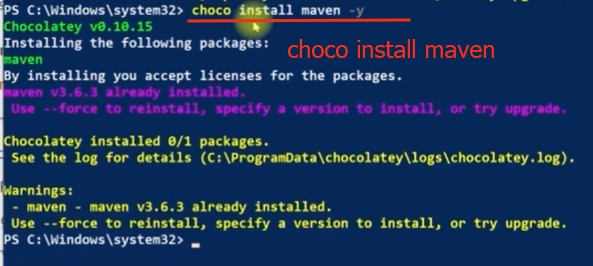 PS C:\Windows\system32> choco install maven -y
Chocolatey v0.10.15
Installing the following packages:
maven
By installing you accept licenses for the packages.
maven v3.6.3 already installed.
 Use --force to reinstall, specify a version to install, or try upgrade.
choco install maven
Chocolatey installed 0/1 packages.
 See the log for details (C:\ProgramData\chocolatey\logs\chocolatey.log).
Warnings:
 - maven - maven v3.6.3 already installed.
 Use --force to reinstall, specify a version to install, or try upgrade.
PS C:\Windows\system32>